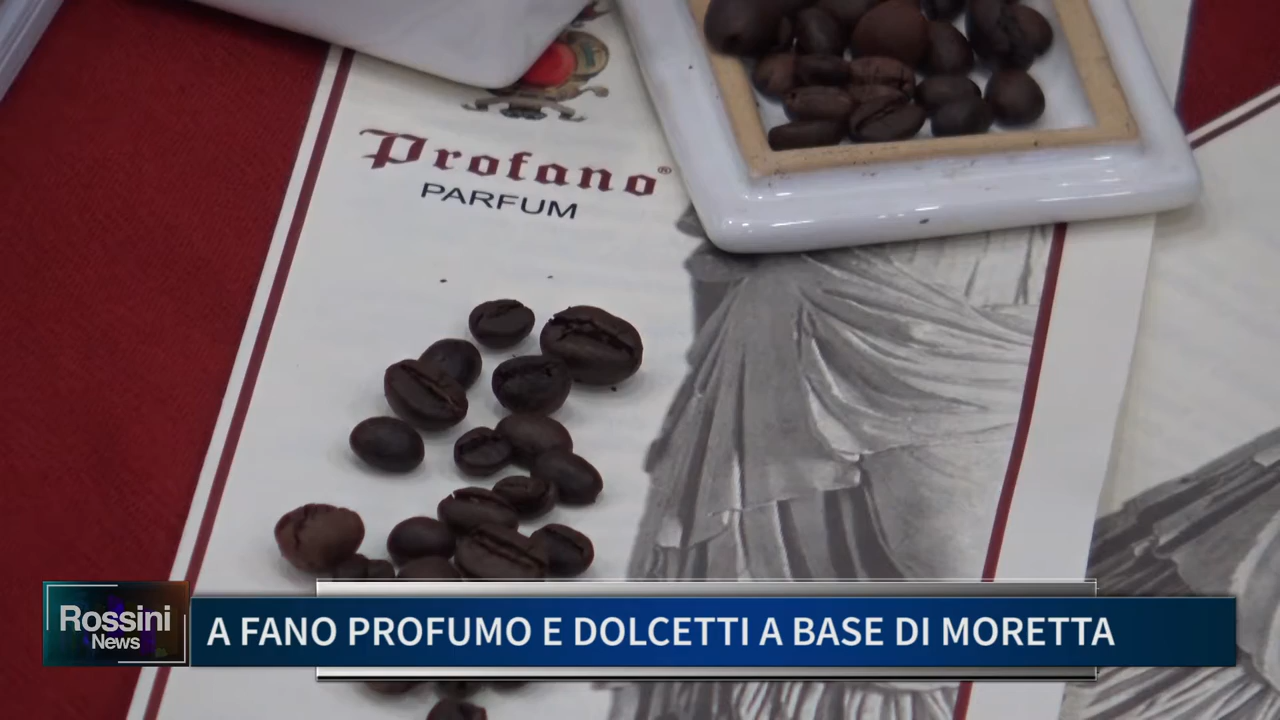 Profano®
PARFUM
Rossini
News
A FANO PROFUMO E DOLCETTI A BASE DI MORETTA